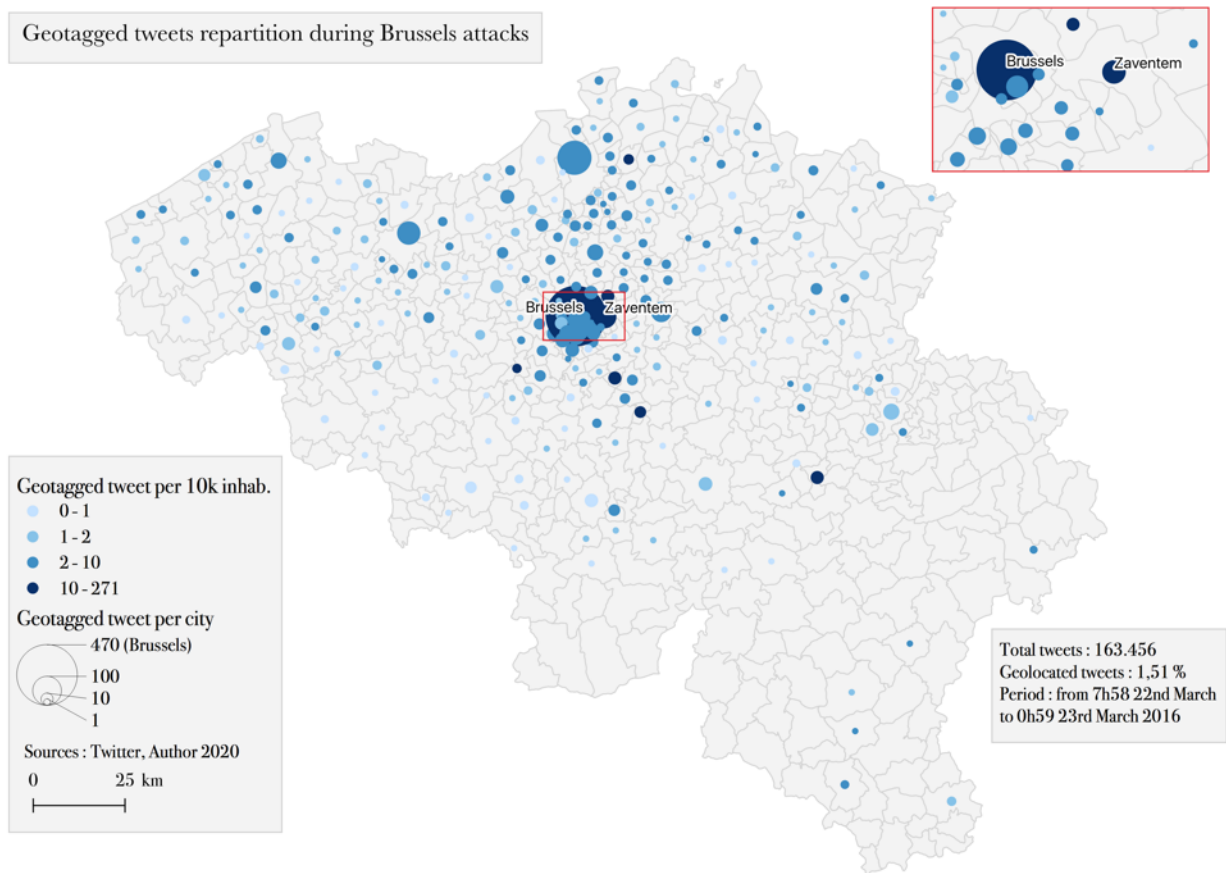 Geotagged tweets repartition during Brussels attacks
Brussels
Zaventem
Brussels
Zaventem
Geotagged tweet per 10k inhab.
0 - 1
1 - 2
2 - 10
10 - 271
Geotagged tweet per city
470 (Brussels)
100
10
1
Sources : Twitter, Author 2020
0 25 km
Total tweets : 163.456
Geolocated tweets : 1,51 %
Period : from 7h58 22nd March
to 0h59 23rd March 2016